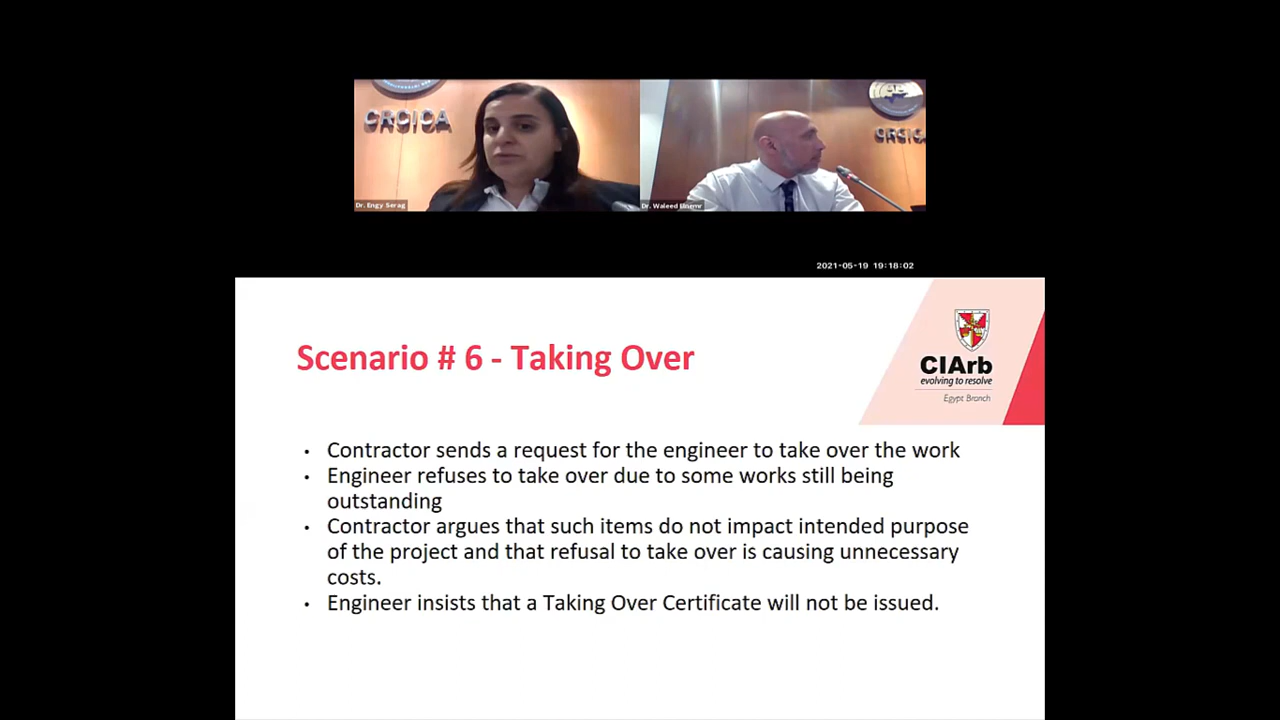 CRCICA
CRCICA
Dr. Engy Serag
Dr. Waleed Elnemr
2021-05-19 19:18:02
Scenario # 6 - Taking Over
CIArb
evolving to resolve
Egypt Branch
• Contractor sends a request for the engineer to take over the work
• Engineer refuses to take over due to some works still being
outstanding
• Contractor argues that such items do not impact intended purpose
of the project and that refusal to take over is causing unnecessary
costs.
• Engineer insists that a Taking Over Certificate will not be issued.